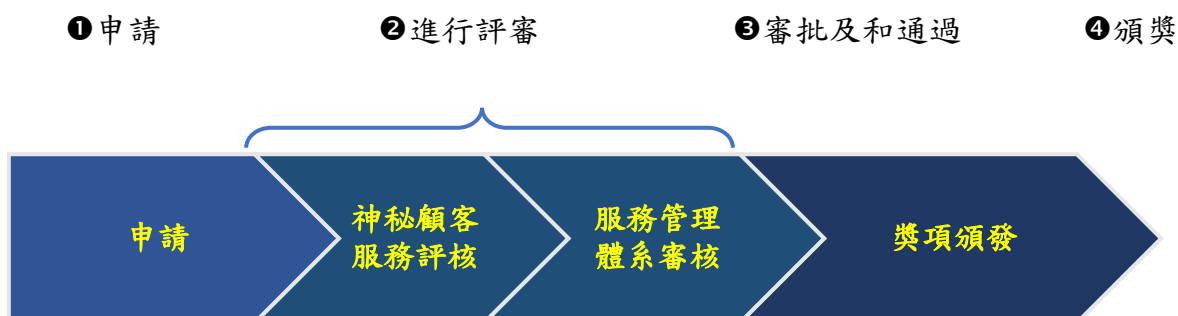 ❶申請
❷進行評審
❸審批及和通過
❹頒獎
申請
神秘顧客
服務評核
服務管理
體系審核
獎項頒發